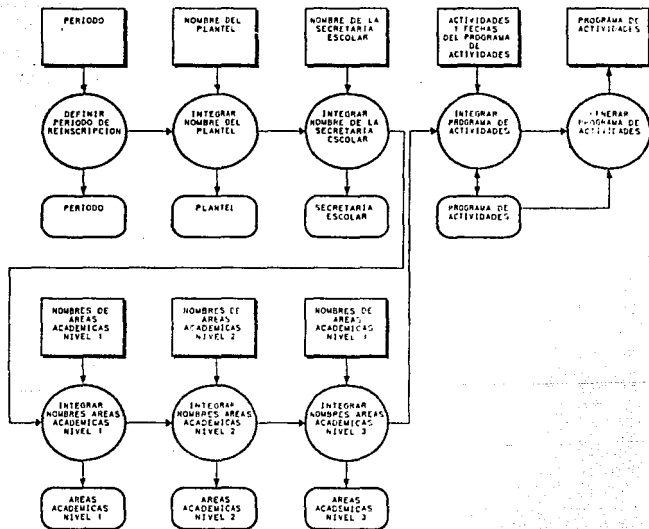 PERIODO
NOMBRE DEL
PLANTEL
NOMBRE DE LA
SECRETARIA
ESCOLAR
ACTIVIDADES
Y FECHAS
DEL PROGRAMA
DE
ACTIVIDADES
PROGRAMA DE
ACTIVIDADES
DEFINIR
PERIODO DE
REINSCRIPCION
INTEGRAR
NOMBRE DEL
PLANTEL
INTEGRAR
NOMBRE DE LA
SECRETARIA
ESCOLAR
INTEGRAR
PROGRAMA DE
ACTIVIDADES
GENERAR
PROGRAMA DE
ACTIVIDADES
PERIODO
PLANTEL
SECRETARIA
ESCOLAR
PROGRAMA DE
ACTIVIDADES
NOMBRES DE
AREAS
ACADEMICAS
NIVEL 1
NOMBRES DE
AREAS
ACADEMICAS
NIVEL 2
NOMBRES DE
AREAS
ACADEMICAS
NIVEL 3
INTEGRAR
NOMBRES AREAS
ACADEMICAS
NIVEL 1
INTEGRAR
NOMBRES AREAS
ACADEMICAS
NIVEL 2
INTEGRAR
NOMBRES AREAS
ACADEMICAS
NIVEL 3
AREAS
ACADEMICAS
NIVEL 1
AREAS
ACADEMICAS
NIVEL 2
AREAS
ACADEMICAS
NIVEL 3